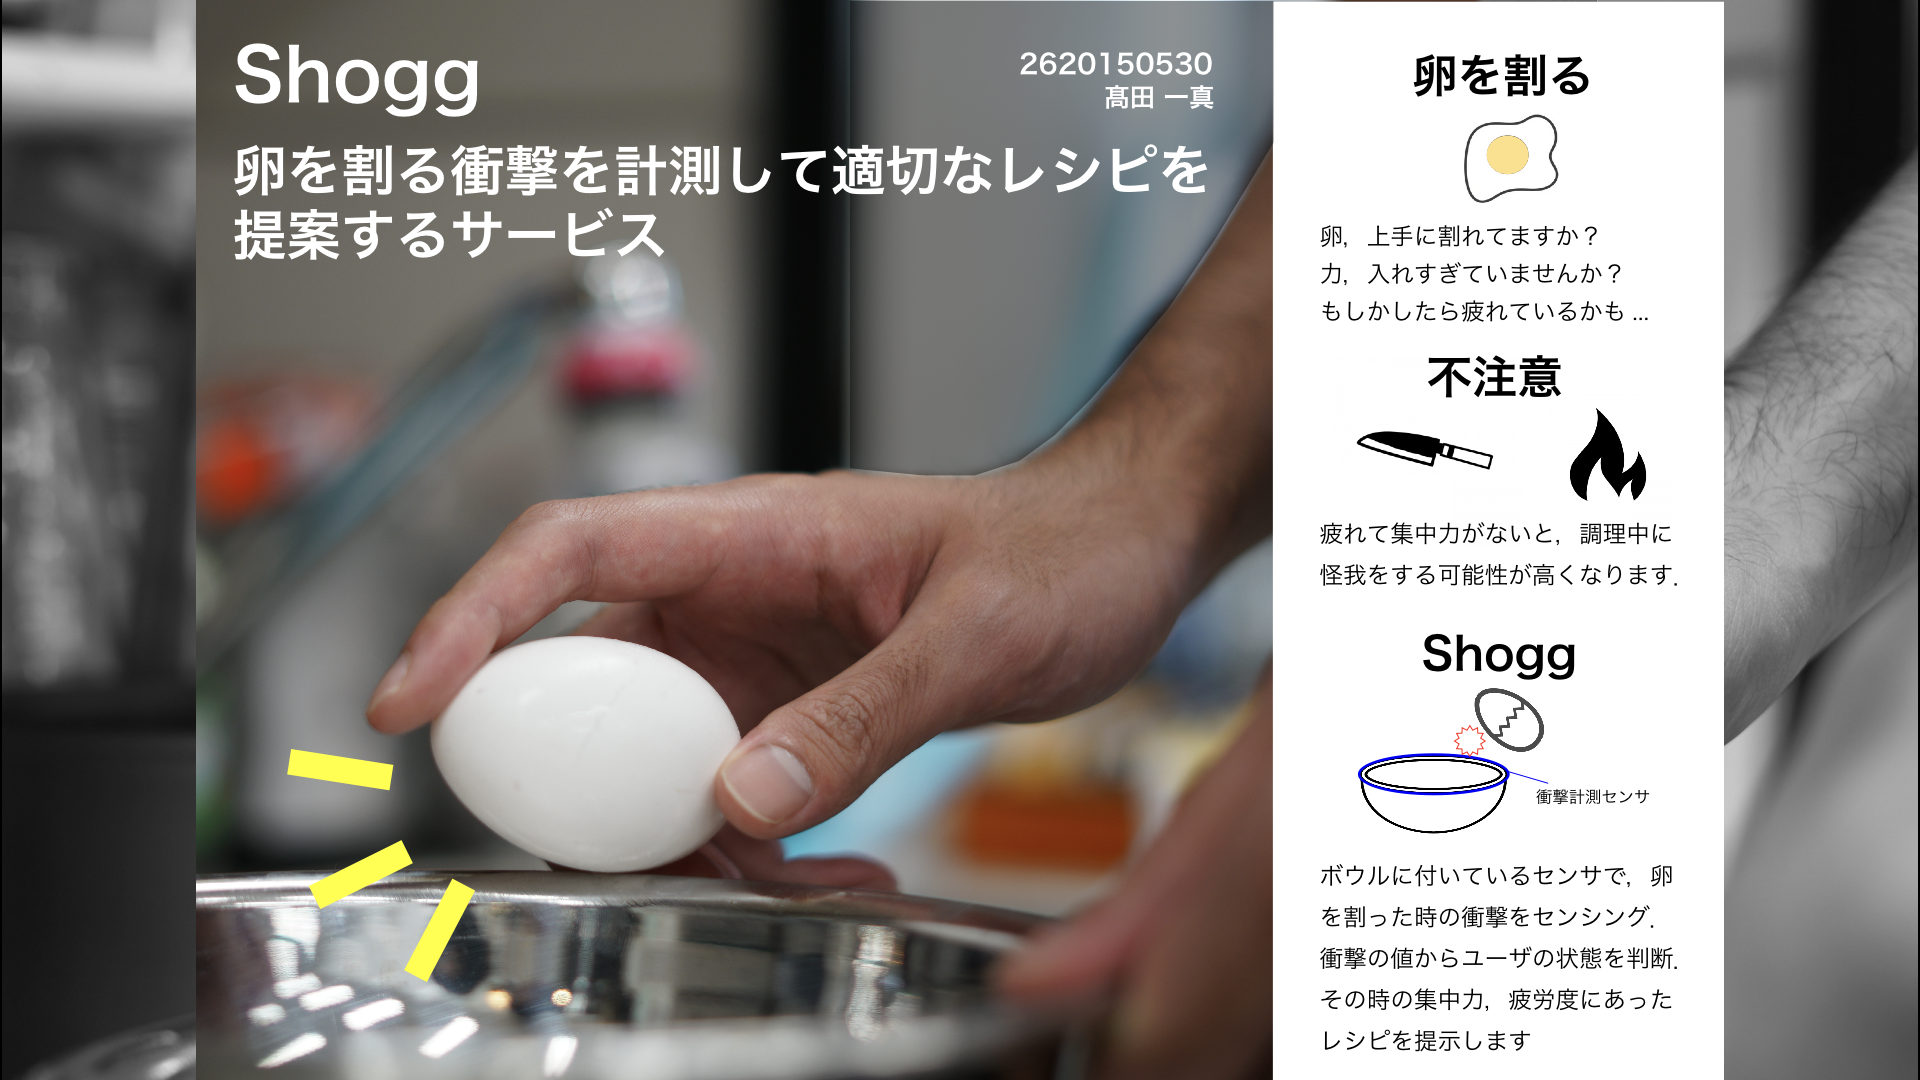 Shogg
2620150530
髙田 一真
卵を割る衝撃を計測して適切なレシピを
提案するサービス
卵を割る
卵，上手に割れてますか？
力，入れすぎていませんか？
もしかしたら疲れているかも ...
不注意
疲れて集中力がないと，調理中に
怪我をする可能性が高くなります．
Shogg
衝撃計測センサ
ボウルに付いているセンサで，卵
を割った時の衝撃をセンシング．
衝撃の値からユーザの状態を判断．
その時の集中力，疲労度にあった
レシピを提示します